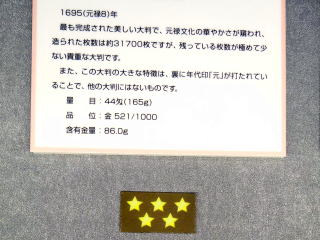 1695(元禄8)年
最も完成された美しい大判で、元禄文化の華やかさが窺われ、
造られた枚数は約31700枚ですが、残っている枚数が極めて少
ない貴重な大判です。
また、この大判の大きな特徴は、裏に年代印「元」が打たれてい
ることで、他の大判にはないものです。
量　目：44匁(165g)
品　位：金 521/1000
含有金量：86.0g